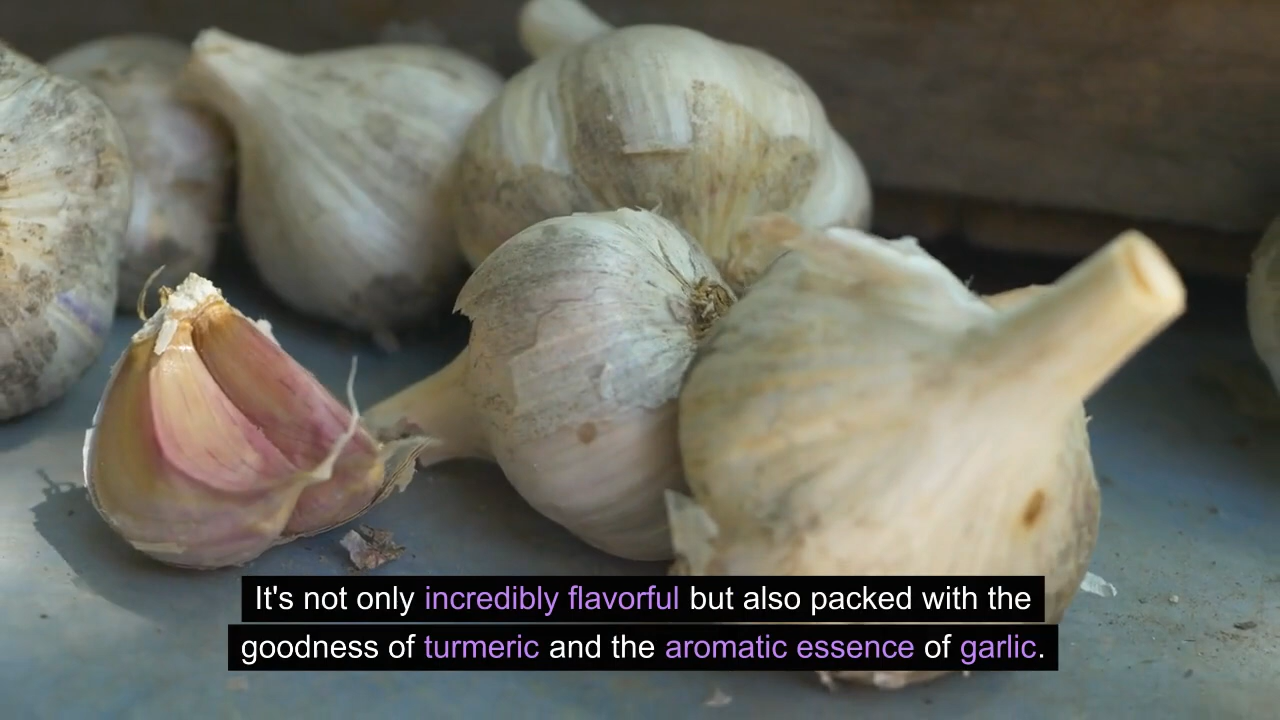 It's not only incredibly flavorful but also packed with the
goodness of turmeric and the aromatic essence of garlic.